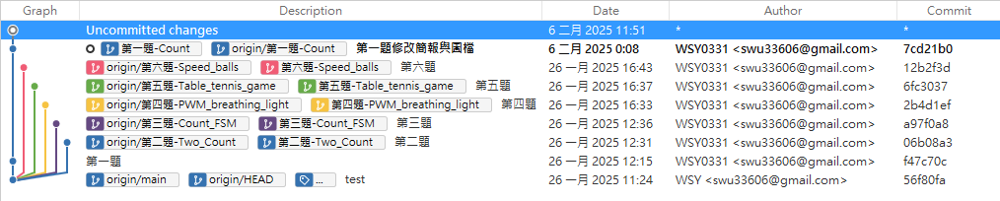 Graph Description Date Author Commit
Uncommitted changes 6 二月 2025 11:51 * *
第一題-Count origin/第一題-Count 第一題修改簡報與圖檔 6 二月 2025 0:08 WSY0331 <swu33606@gmail.com> 7cd21b0
origin/第六題-Speed_balls 第六題-Speed_balls 第六題 26 一月 2025 16:43 WSY0331 <swu33606@gmail.com> 12b2f3d
origin/第五題-Table_tennis_game 第五題-Table_tennis_game 第五題 26 一月 2025 16:37 WSY0331 <swu33606@gmail.com> 6fc3037
origin/第四題-PWM_breathing_light 第四題-PWM_breathing_light 第四題 26 一月 2025 16:33 WSY0331 <swu33606@gmail.com> 2b4d1ef
origin/第三題-Count_FSM 第三題-Count_FSM 第三題 26 一月 2025 12:36 WSY0331 <swu33606@gmail.com> a97f0a8
origin/第二題-Two_Count 第二題-Two_Count 第二題 26 一月 2025 12:31 WSY0331 <swu33606@gmail.com> 06b08a3
第一題 26 一月 2025 12:15 WSY0331 <swu33606@gmail.com> f47c70c
origin/main origin/HEAD ... test 26 一月 2025 11:24 WSY <swu33606@gmail.com> 56f80fa